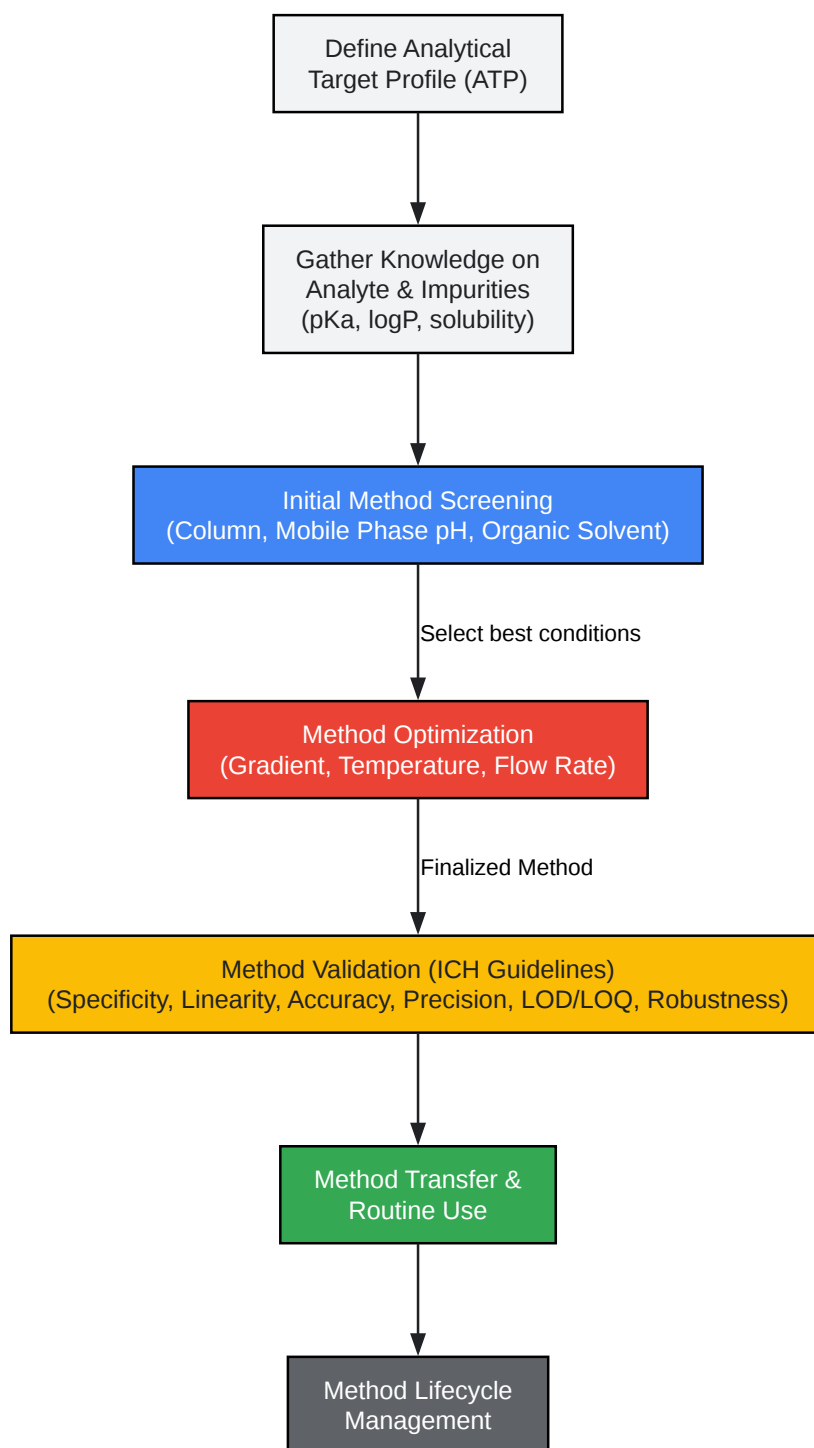 Define Analytical
Target Profile (ATP)
Gather Knowledge on
Analyte & Impurities
(pKa, logP, solubility)
Initial Method Screening
(Column, Mobile Phase pH, Organic Solvent)
Select best conditions
Method Optimization
(Gradient, Temperature, Flow Rate)
Finalized Method
Method Validation (ICH Guidelines)
(Specificity, Linearity, Accuracy, Precision, LOD/LOQ, Robustness)
Method Transfer &
Routine Use
Method Lifecycle
Management